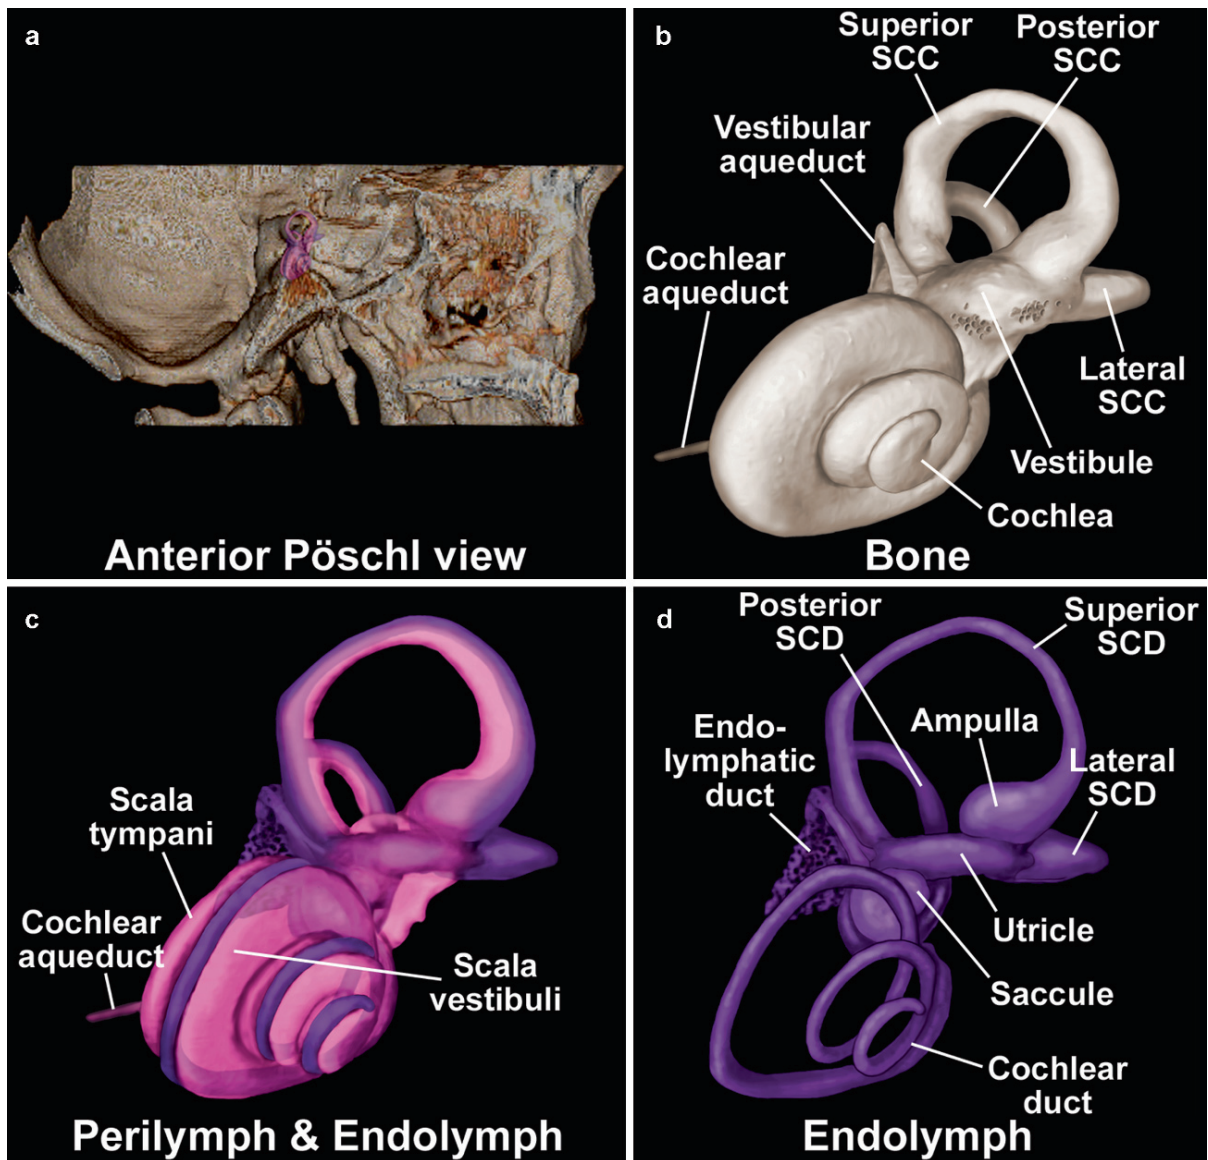 a
Anterior Pöschl view
b
Superior
SCC
Posterior
SCC
Vestibular
aqueduct
Cochlear
aqueduct
Lateral
SCC
Vestibule
Cochlea
Bone
c
Scala
tympani
Cochlear
aqueduct
Scala
vestibuli
Perilymph & Endolymph
d
Posterior
SCD
Superior
SCD
Ampulla
Endo-
lymphatic
duct
Lateral
SCD
Utricle
Saccule
Cochlear
duct
Endolymph